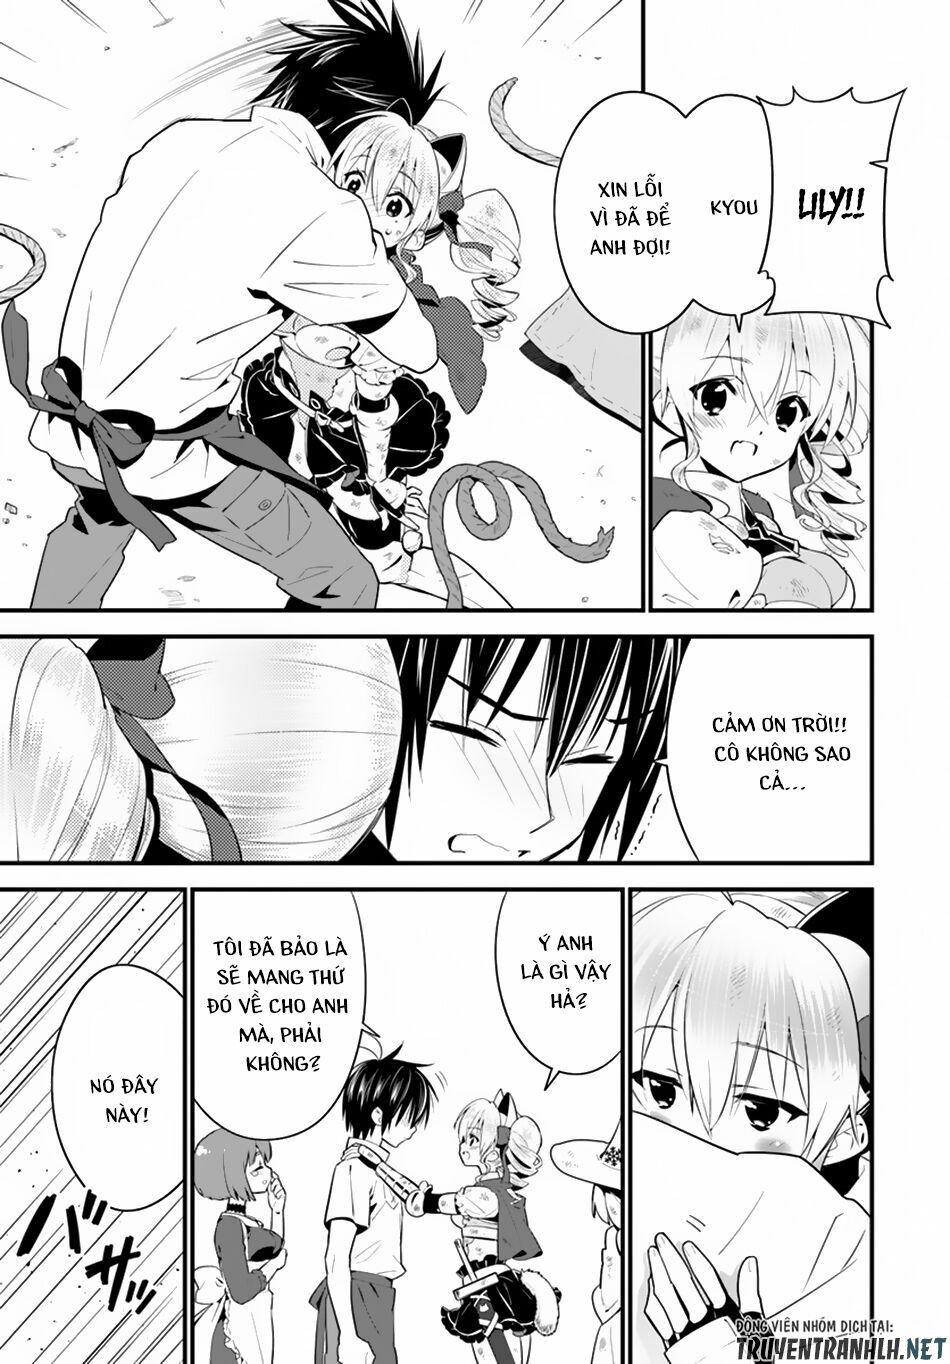 LILY!!
KYOU
XIN LỖI
VÌ ĐÃ ĐỂ
ANH ĐỢI!
CẢM ƠN TRỜI!!
CÔ KHÔNG SAO
CẢ...
Ý ANH
LÀ GÌ VẬY
HẢ?
TÔI ĐÃ BẢO LÀ
SẼ MANG THỨ
ĐÓ VỀ CHO ANH
MÀ, PHẢI
KHÔNG?
NÓ ĐÂY
NÀY!
バサッ
ĐỘNG VIÊN NHÓM DỊCH TẠI:
TRUYENTRANHLH.NET